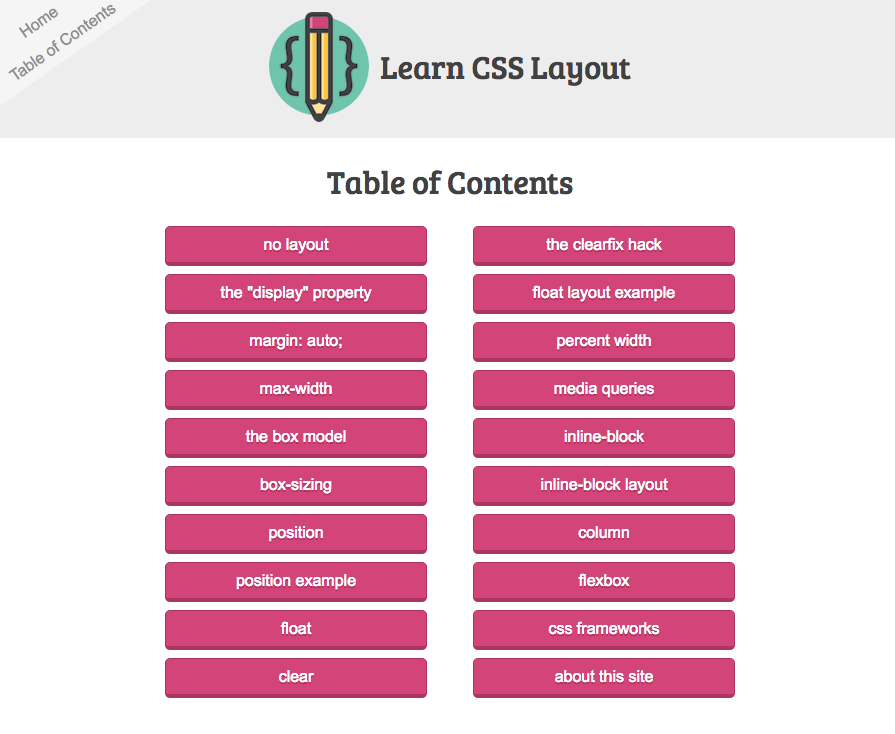 Home
Table of Contents
{ }
Learn CSS Layout
Table of Contents
no layout
the "display" property
margin: auto;
max-width
the box model
box-sizing
position
position example
float
clear
the clearfix hack
float layout example
percent width
media queries
inline-block
inline-block layout
column
flexbox
css frameworks
about this site